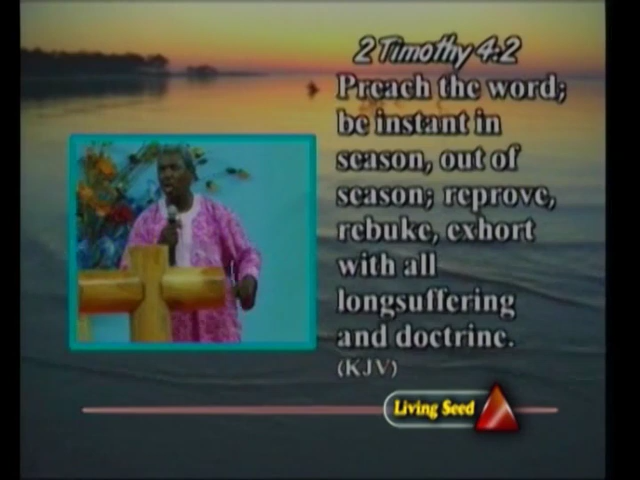 2 Timothy 4:2
Preach the word;
be instant in
season, out of
season; reprove,
rebuke, exhort
with all
longsuffering
and doctrine.
(KJV)
Living Seed